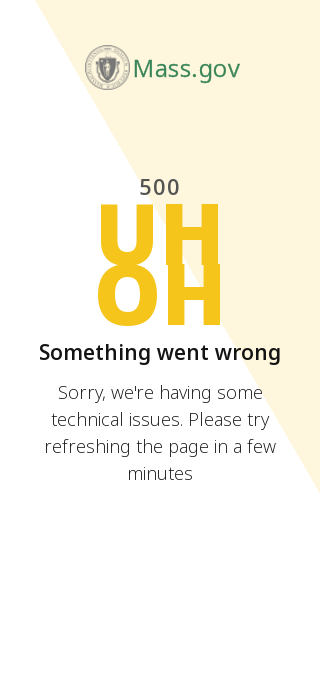 Mass.gov
500
UH
OH
Something went wrong
Sorry, we're having some
technical issues. Please try
refreshing the page in a few
minutes